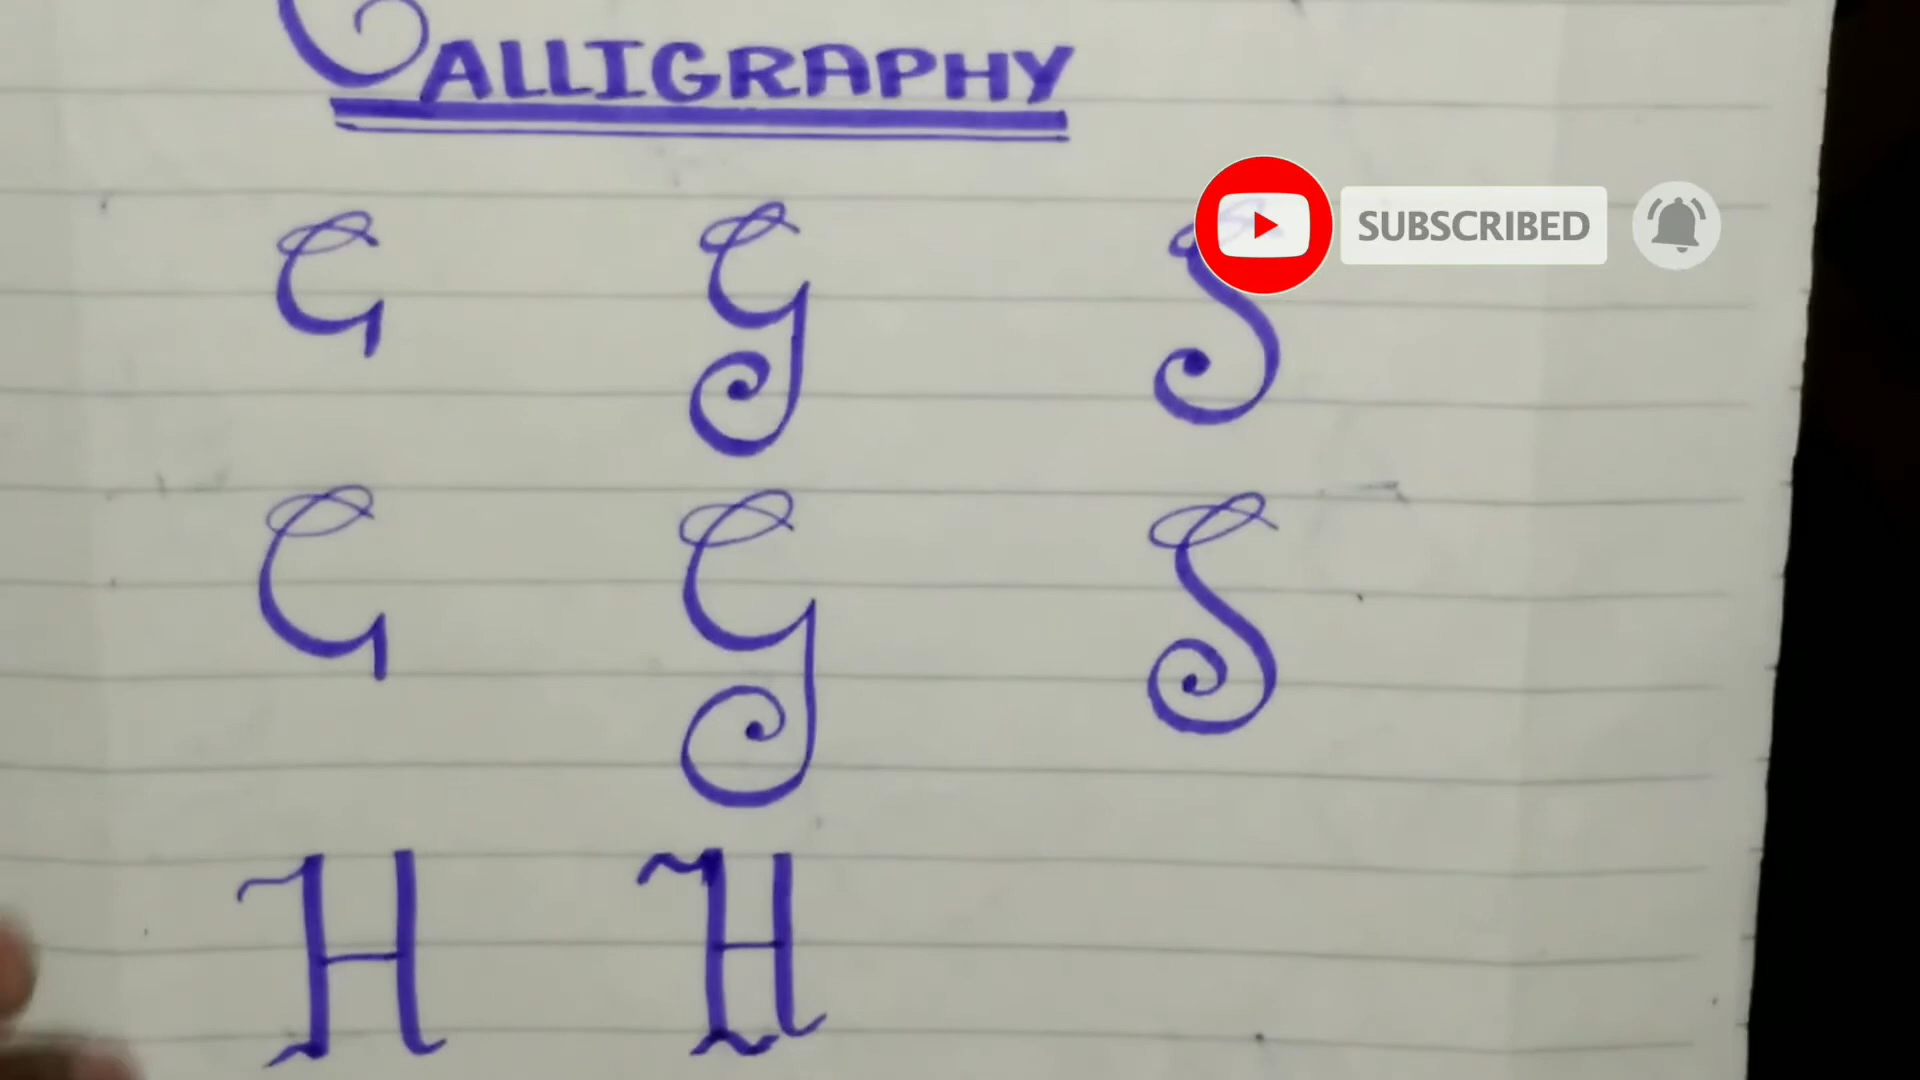 CALLIGRAPHY
SUBSCRIBED
G G S
G G S
H H